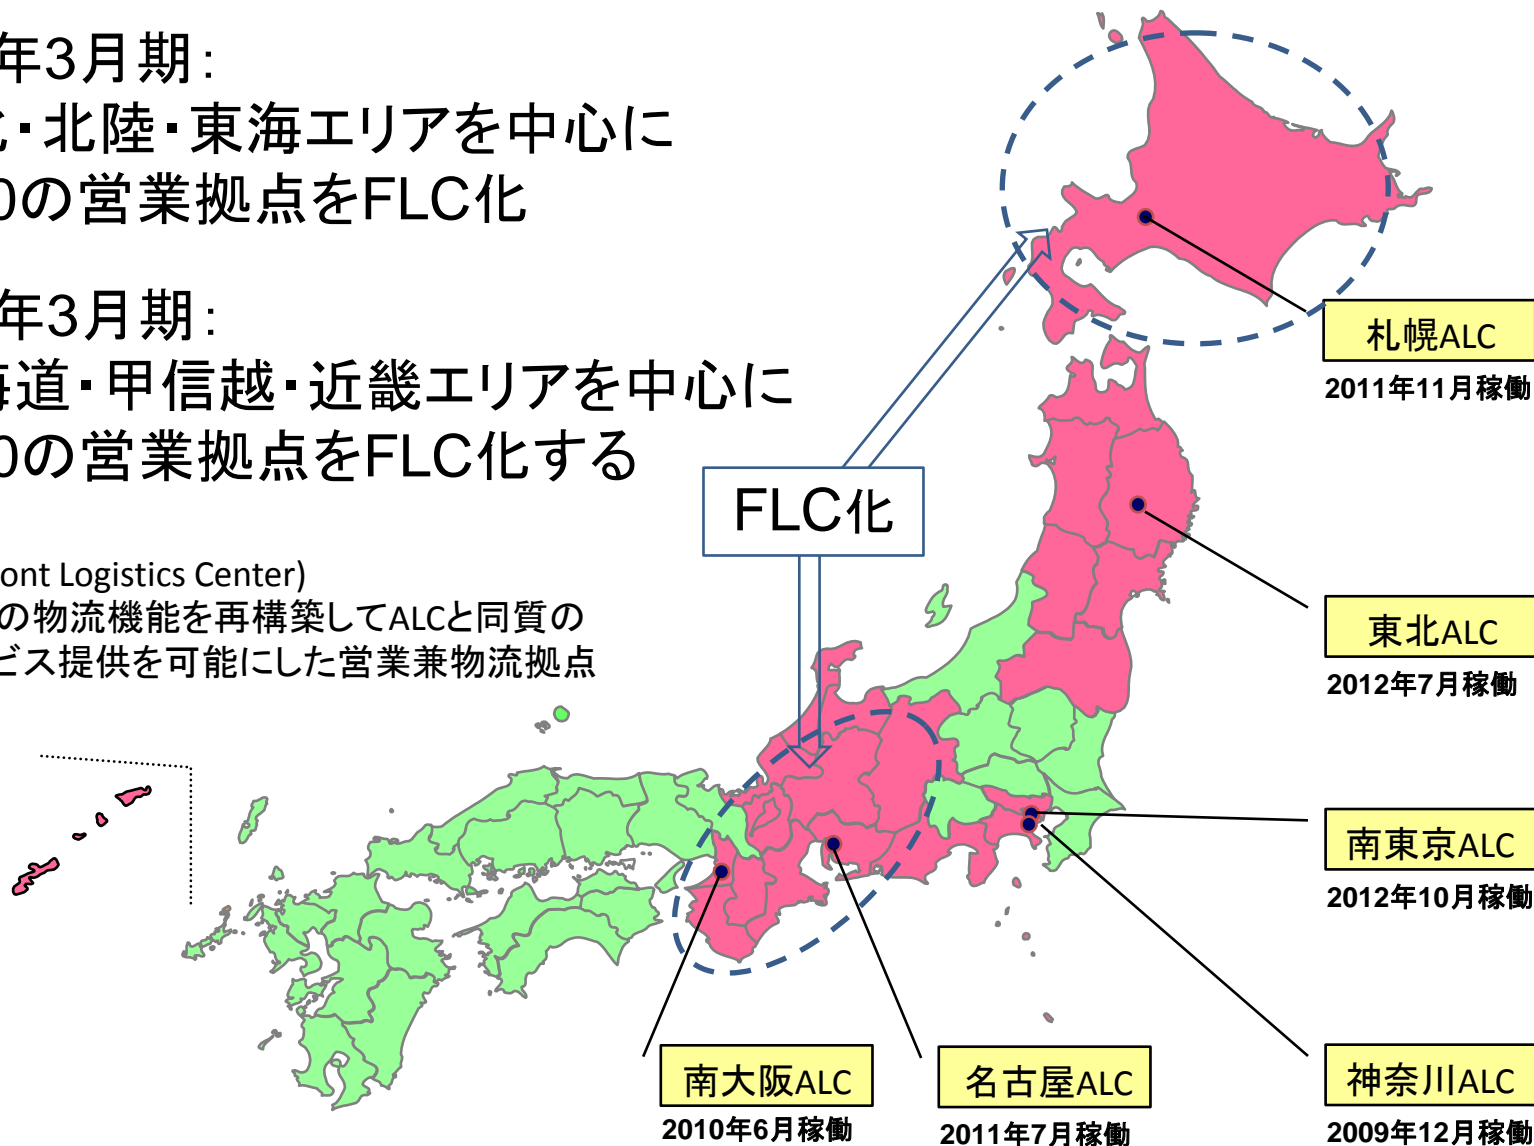 年3月期:
・北陸・東海エリアを中心に
0の営業拠点をFLC化
年3月期:
海道・甲信越・近畿エリアを中心に
0の営業拠点をFLC化する
ont Logistics Center)
の物流機能を再構築してALCと同質の
ビス提供を可能にした営業兼物流拠点
FLC化
札幌ALC
2011年11月稼働
東北ALC
2012年7月稼働
南東京ALC
2012年10月稼働
神奈川ALC
2009年12月稼働
名古屋ALC
2011年7月稼働
南大阪ALC
2010年6月稼働